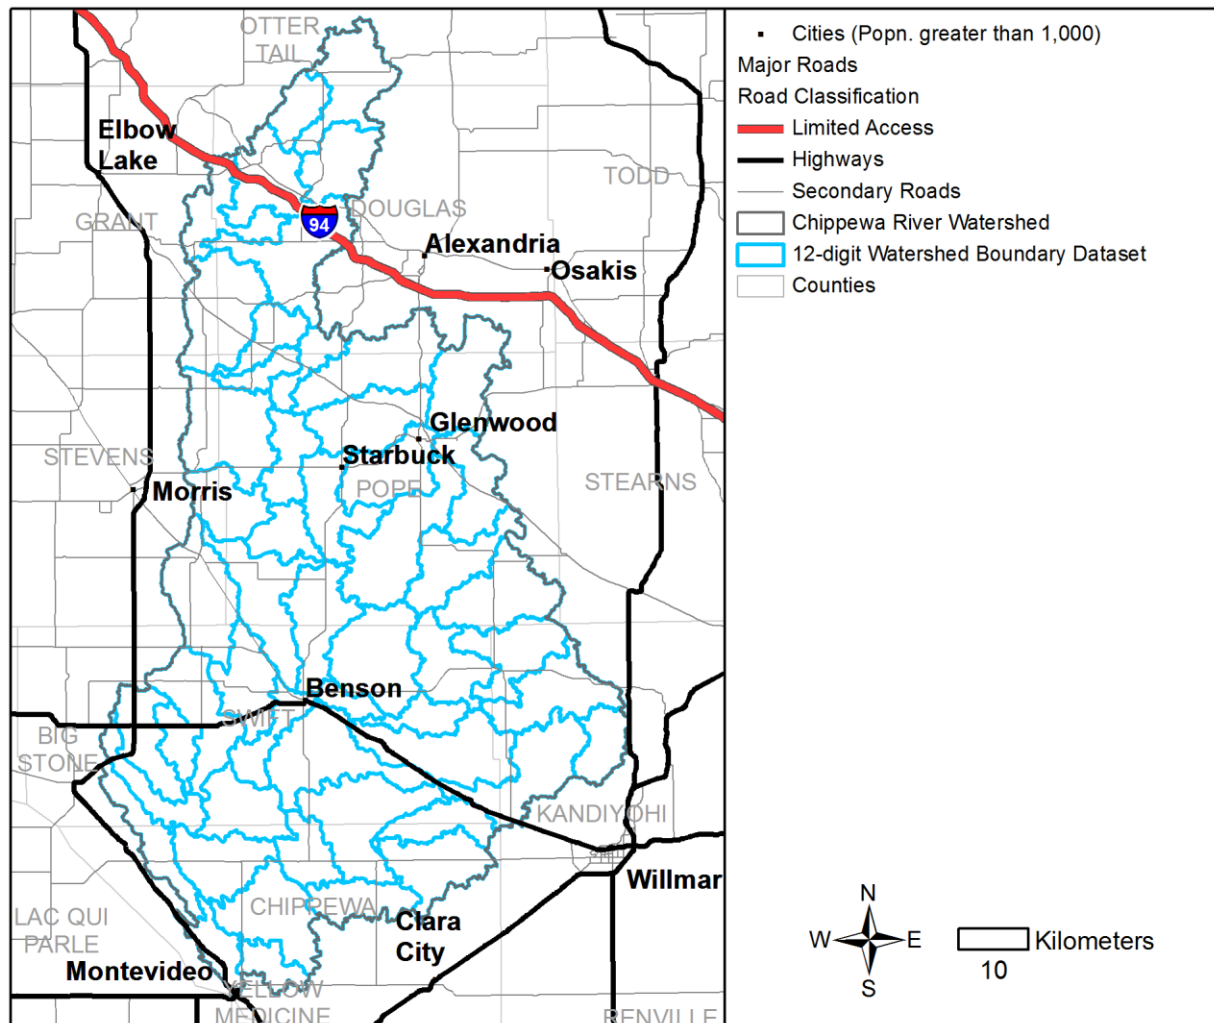 OTTER
TAIL
Elbow
Lake
TODD
GRANT
DOUGLAS
94
Alexandria
Osakis
Glenwood
Starbuck
STEVENS
POPE
STEARNS
Morris
Benson
SWIFT
BIG
STONE
KANDIYOHI
Willmar
CHIPPEWA
Clara
City
LAC QUI
PARLE
Montevideo
YELLOW
MEDICINE
RENVILLE
Cities (Popn. greater than 1,000)
Major Roads
Road Classification
Limited Access
Highways
Secondary Roads
Chippewa River Watershed
12-digit Watershed Boundary Dataset
Counties
N
W E
S
Kilometers
10